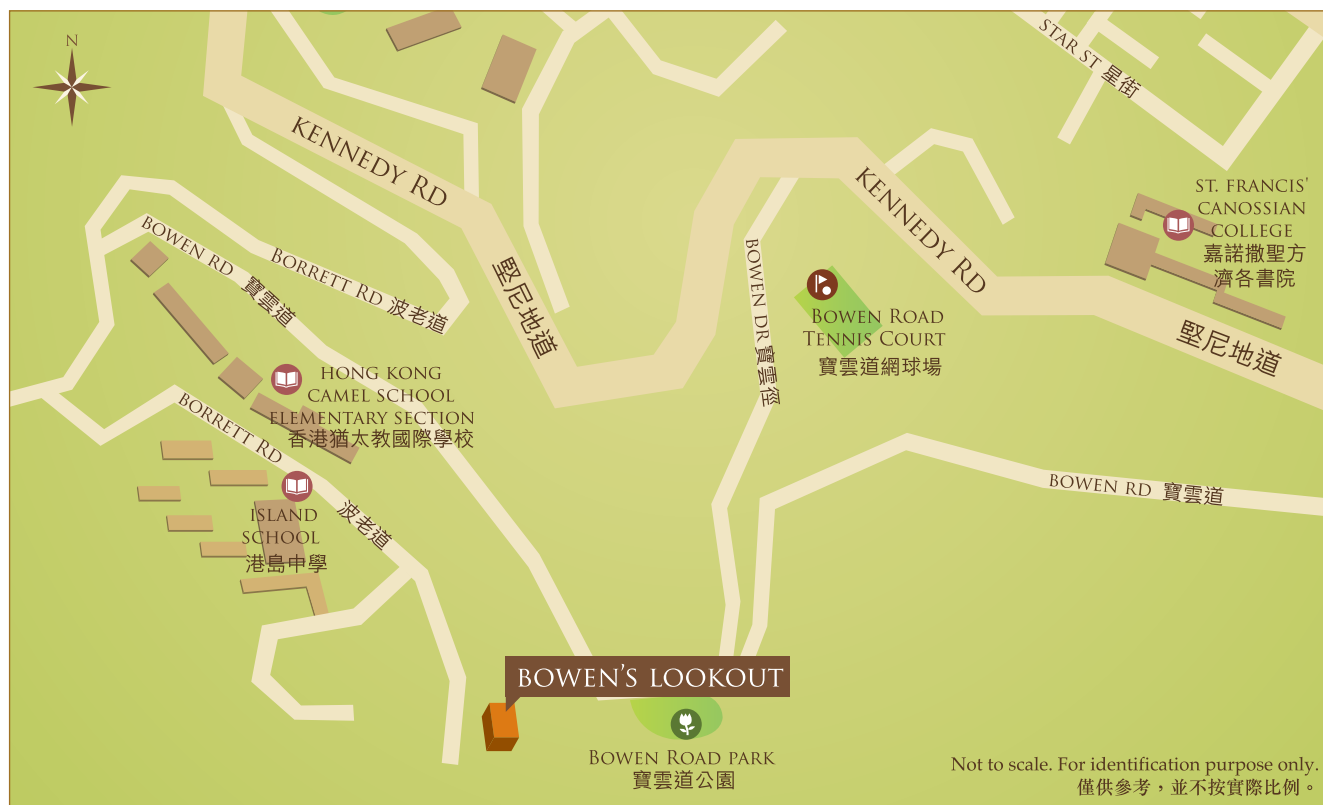 N
STAR ST 星街
KENNEDY RD
KENNEDY RD
ST. FRANCIS'
CANOSSIAN
COLLEGE
嘉諾撒聖方
濟各書院
BOWEN RD 寶雲道
BORRETT RD 波老道
堅尼地道
BOWEN DR 寶雲徑
BOWEN ROAD
TENNIS COURT
寶雲道網球場
堅尼地道
HONG KONG
CAMEL SCHOOL
ELEMENTARY SECTION
香港猶太教國際學校
BORRETT RD
波老道
ISLAND
SCHOOL
港島中學
BOWEN RD 寶雲道
BOWEN'S LOOKOUT
BOWEN ROAD PARK
寶雲道公園
Not to scale. For identification purpose only.
僅供參考，並不按實際比例。